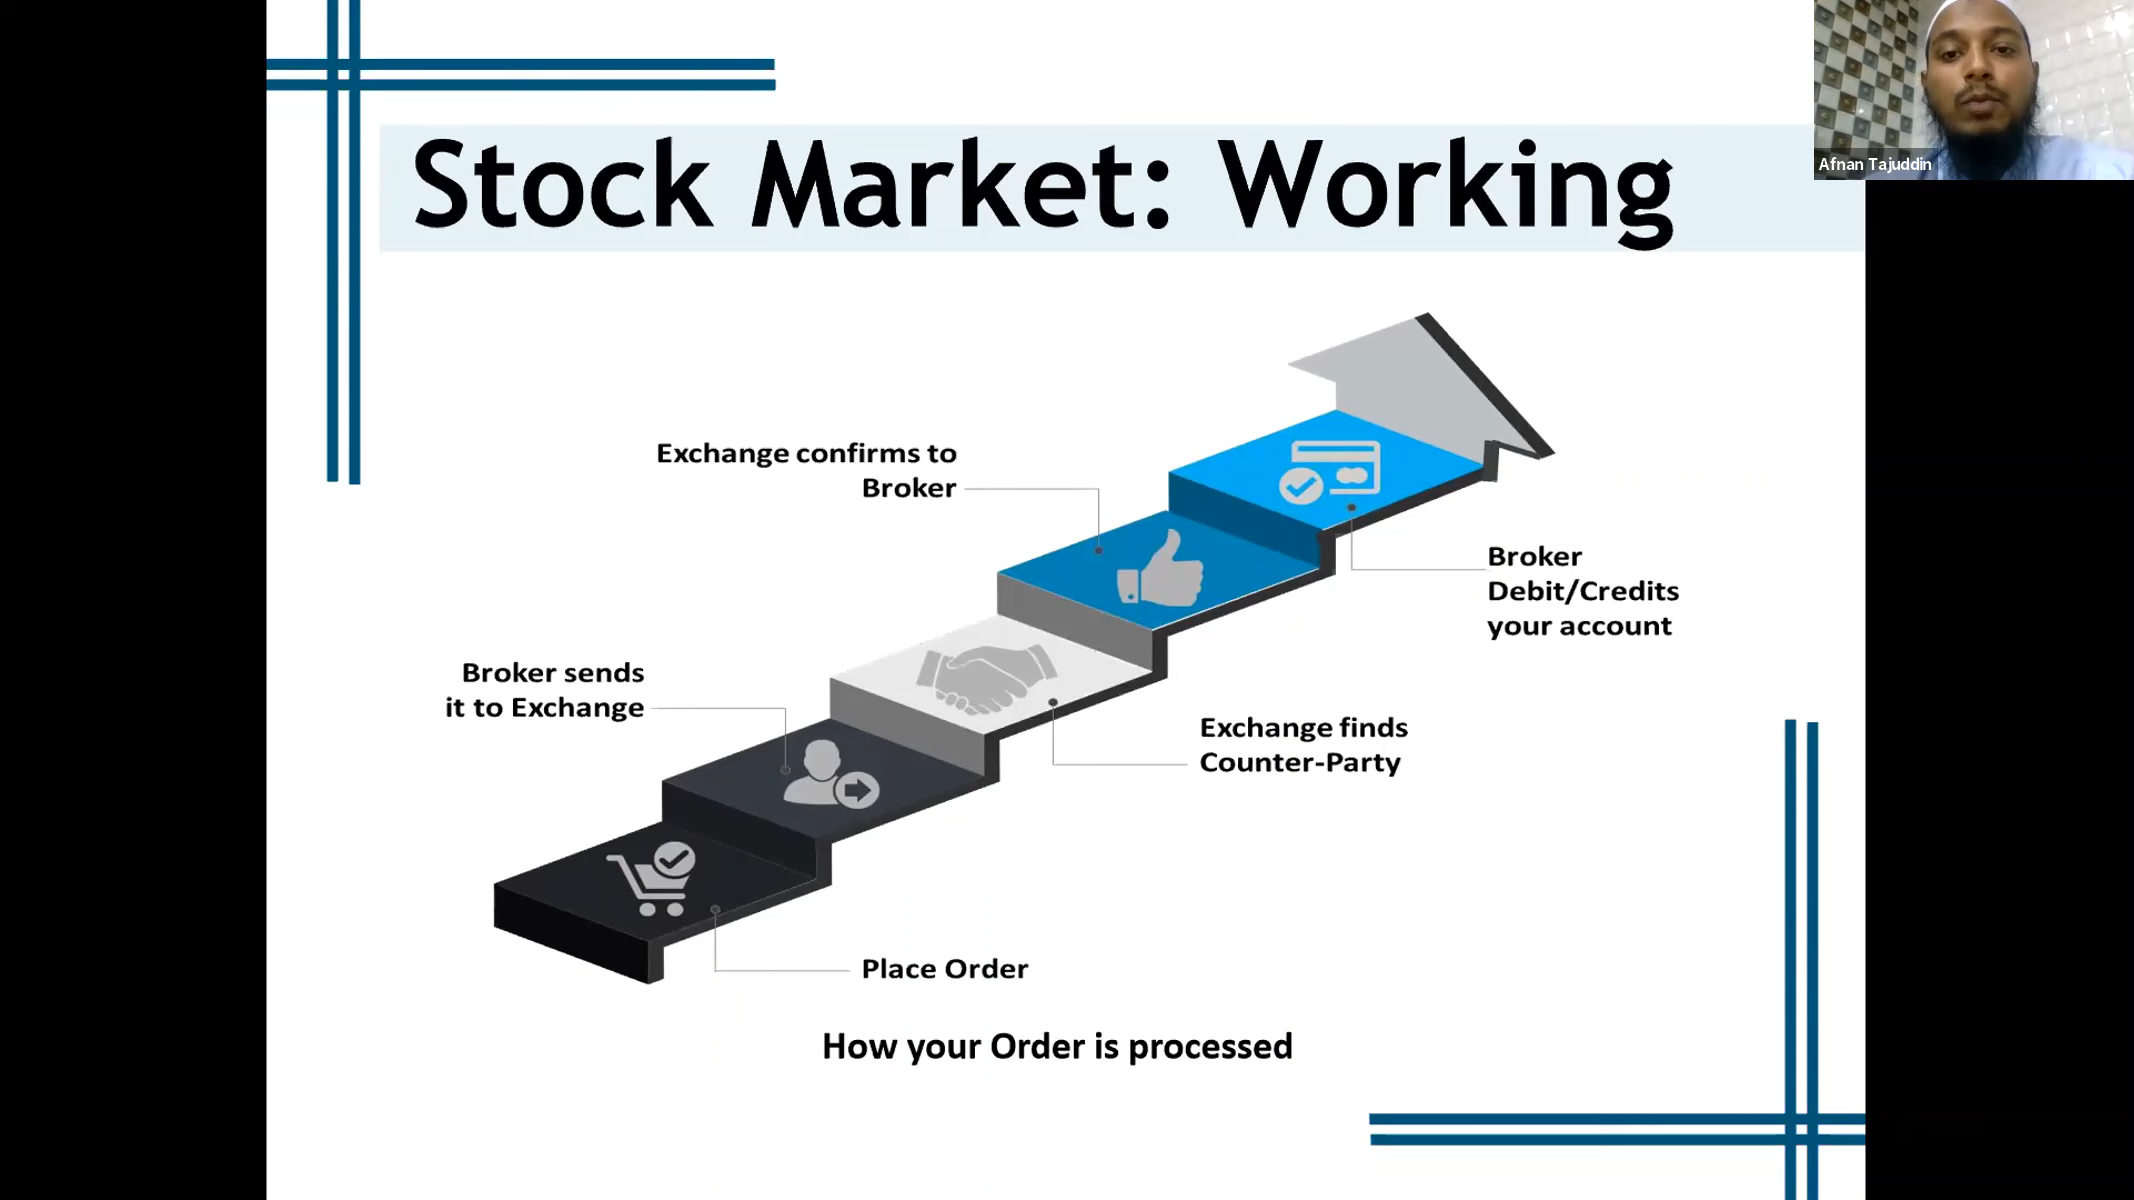 Stock Market: Working
Afnan Tajuddin
Exchange confirms to
Broker
Broker
Debit/Credits
your account
Broker sends
it to Exchange
Exchange finds
Counter-Party
Place Order
How your Order is processed